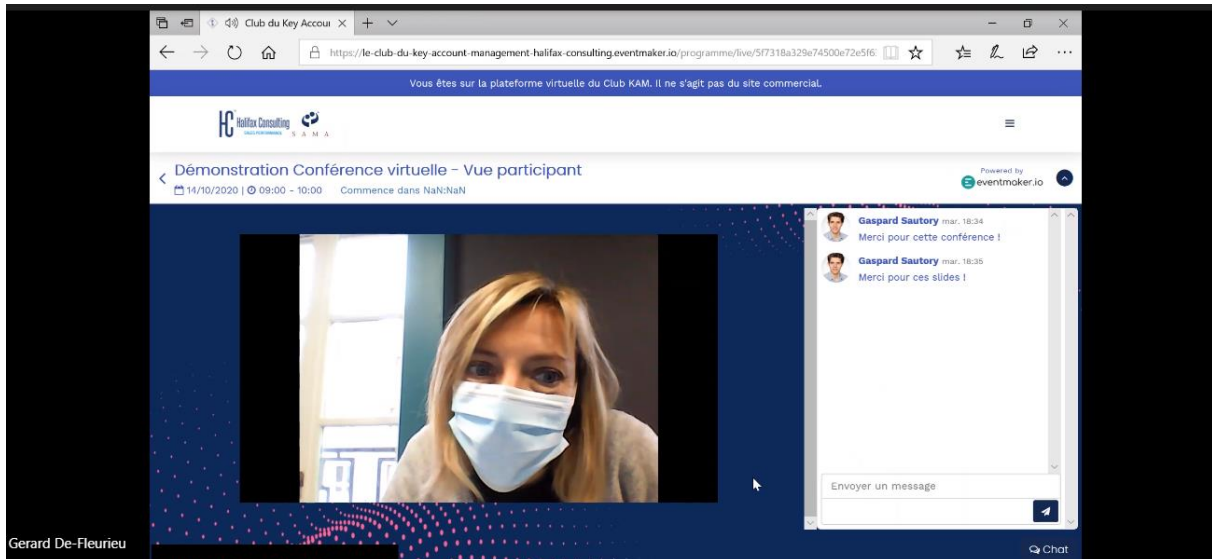 Club du Key Accour
https://le-club-du-key-account-management-halifax-consulting.eventmaker.io/programme/live/5f7318a329e74500e72e5f6
Vous êtes sur la plateforme virtuelle du Club KAM. Il ne s'agit pas du site commercial.
HC Halifax Consulting
SAMA
Démonstration Conférence virtuelle - Vue participant
14/10/2020 | 09:00 - 10:00 Commence dans NaN:NaN
Powered by
eventmaker.io
Gaspard Sautory mar. 18:34
Merci pour cette conférence !
Gaspard Sautory mar. 18:35
Merci pour ces slides !
Envoyer un message
Gerard De-Fleurieu
Chat